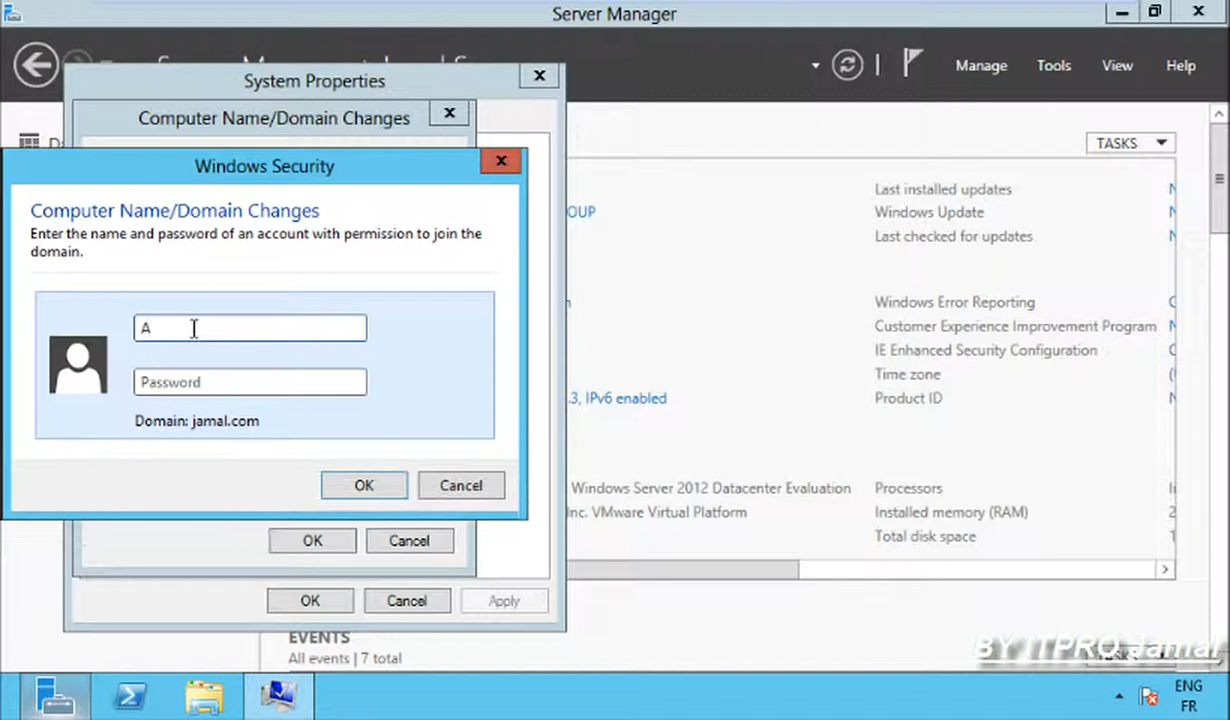 Server Manager
Manage Tools View Help
System Properties
Computer Name/Domain Changes
TASKS
Windows Security
Computer Name/Domain Changes
Enter the name and password of an account with permission to join the
domain.
A
Password
Domain: jamal.com
OK Cancel
OK Cancel
OK Cancel Apply
OUP
.3, IPv6 enabled
Windows Server 2012 Datacenter Evaluation
Inc. VMware Virtual Platform
Last installed updates
Windows Update
Last checked for updates
Windows Error Reporting
Customer Experience Improvement Program
IE Enhanced Security Configuration
Time zone
Product ID
Processors
Installed memory (RAM)
Total disk space
EVENTS
All events | 7 total
TASKS
BY ITPRO Jamal
ENG
FR